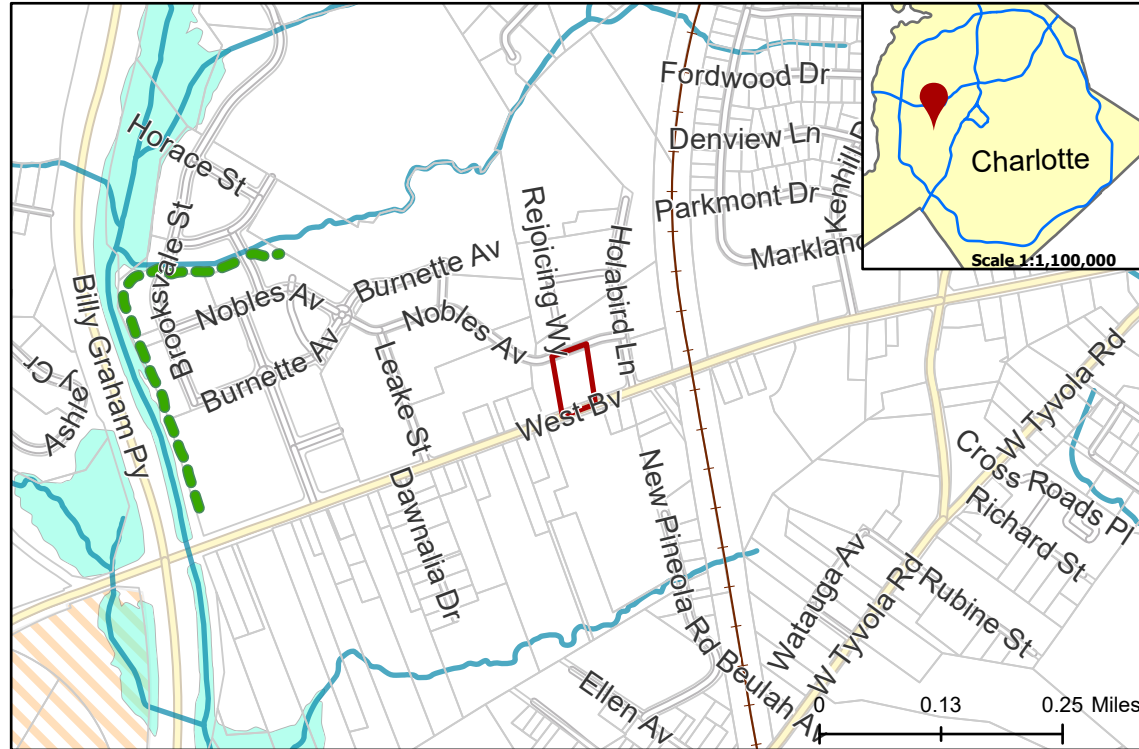 Fordwood Dr
Denview Ln
Charlotte
Horace St
Kenhill D
Parkmont Dr
Rejoicing Wy
Holabird Ln
Markland
Scale 1:1,100,000
Burnette Av
Brooksvale St
Billy Graham Py
Nobles Av
Nobles Av
Burnette Av
Leake St
West Bv
W Tyvola Rd
Ashley Cr
Cross Roads Pl
New Pineola Rd
Dawnalia Dr
Richard St
Watauga Av
W Tyvola Rd
Rubine St
Beulah Av
Ellen Av
0 0.13 0.25 Miles